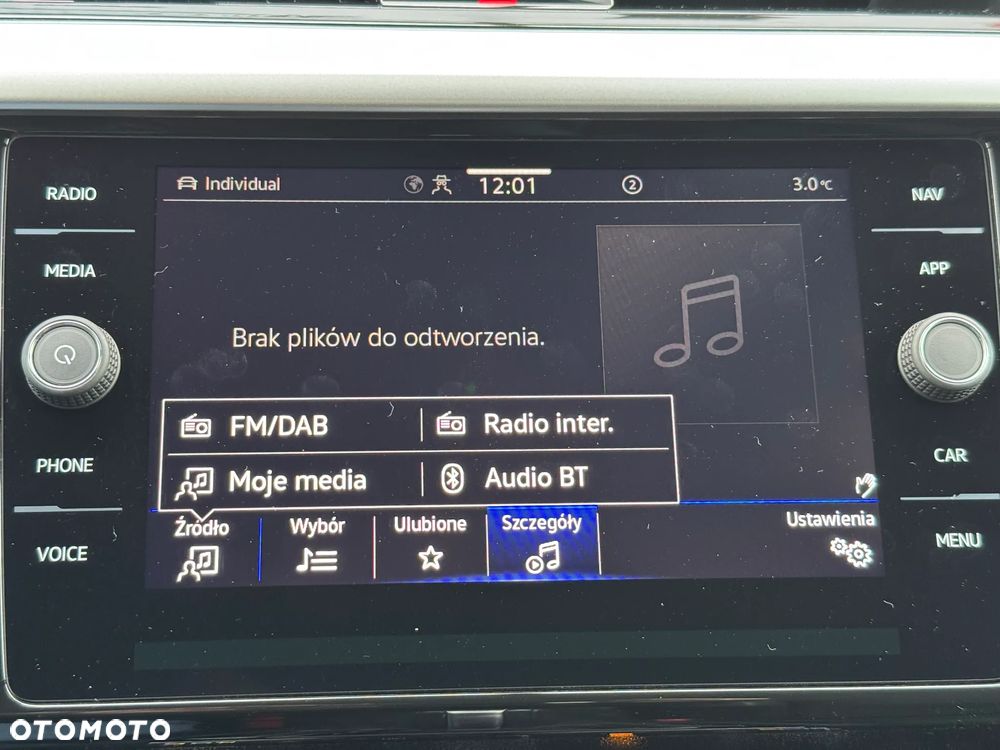 Individual
12:01
2
3.0°C
RADIO
MEDIA
PHONE
VOICE
NAV
APP
CAR
MENU
Brak plików do odtworzenia.
FM/DAB
Radio inter.
Moje media
Audio BT
Źródło
Wybór
Ulubione
Szczegóły
Ustawienia
OTOMOTO